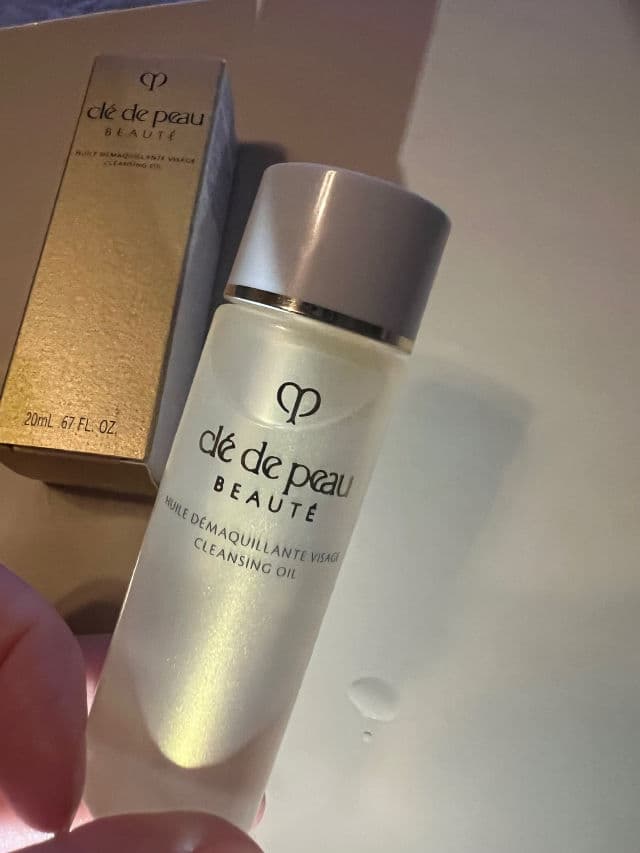 clé de peau
BEAUTÉ
HUILE DÉMAQUILLANTE VISAGE
CLEANSING OIL
20mL .67 FL. OZ.
clé de peau
BEAUTÉ
HUILE DÉMAQUILLANTE VISAGE
CLEANSING OIL